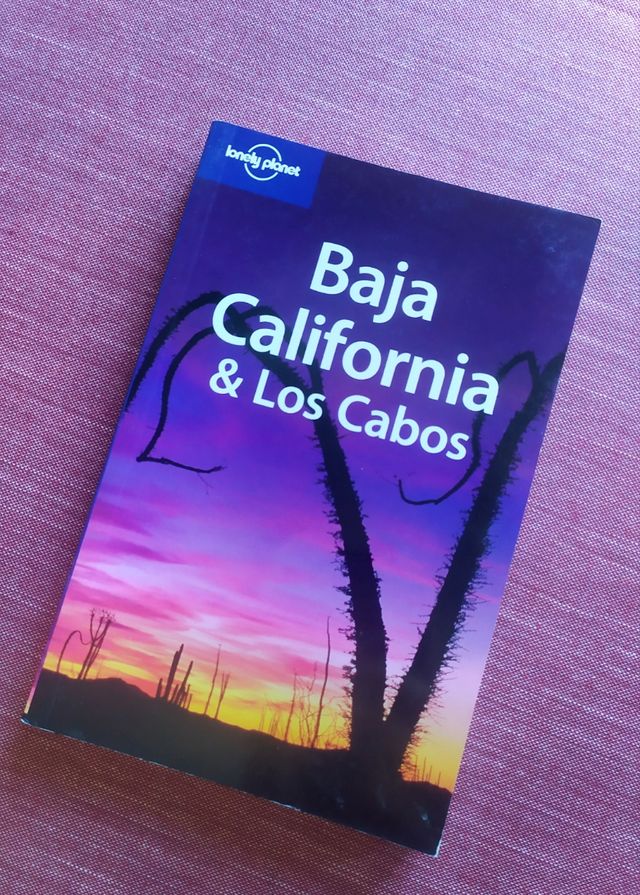 lonely planet
Baja
California
& Los Cabos